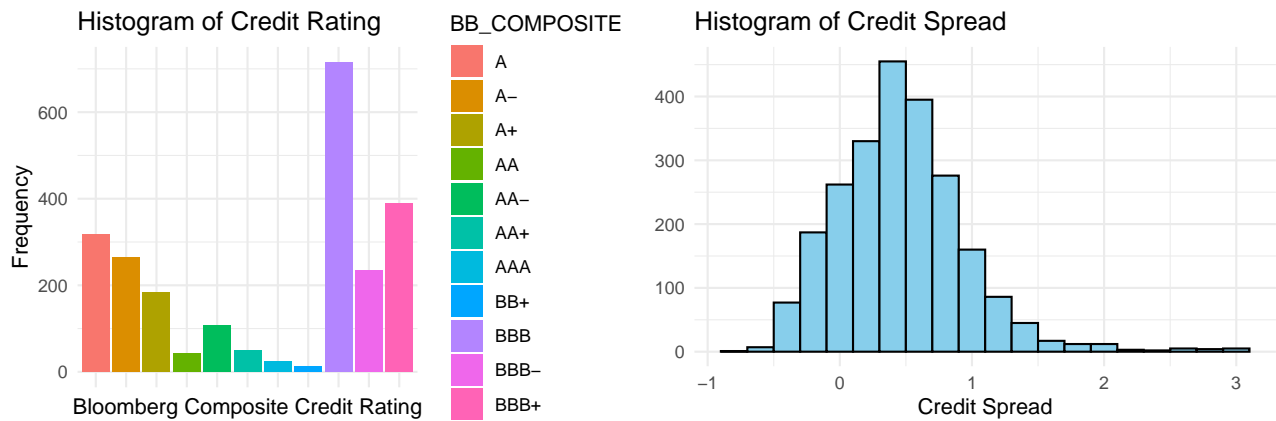 Histogram of Credit Rating
Frequency
600
400
200
0
Bloomberg Composite Credit Rating
BB_COMPOSITE
A
A−
A+
AA
AA−
AA+
AAA
BB+
BBB
BBB−
BBB+
Histogram of Credit Spread
400
300
200
100
0
−1
0
1
2
3
Credit Spread